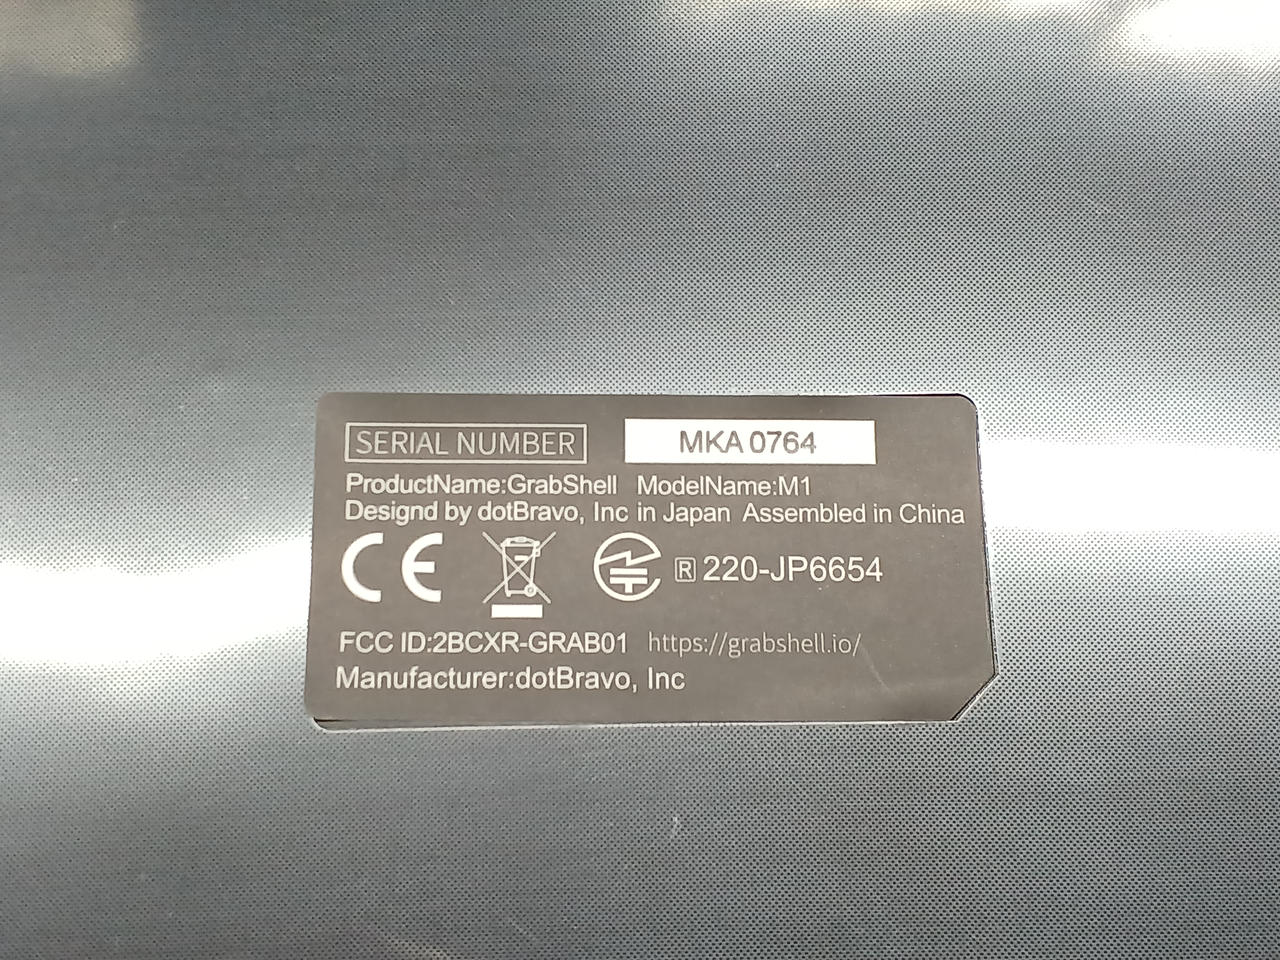 SERIAL NUMBER MKA 0764
ProductName:GrabShell ModelName:M1
Designd by dotBravo, Inc in Japan Assembled in China
CE R 220-JP6654
FCC ID:2BCXR-GRAB01 https://grabshell.io/
Manufacturer:dotBravo, Inc